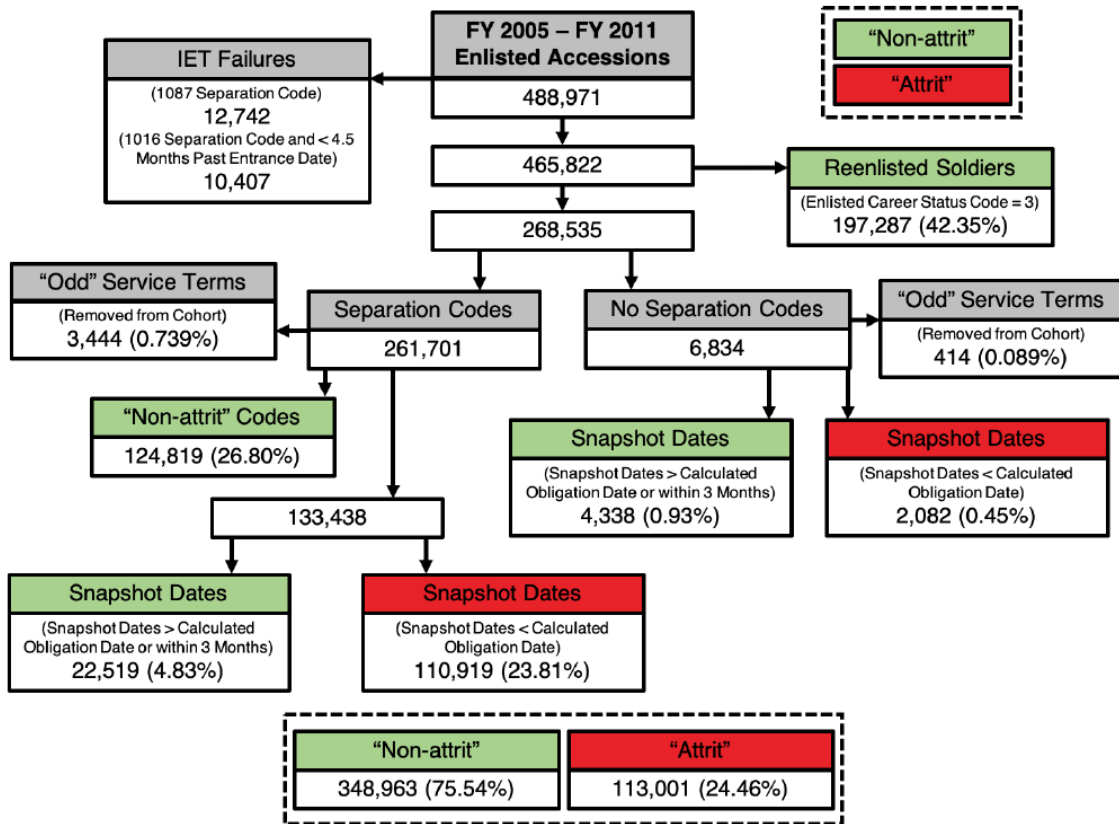 FY 2005 – FY 2011
Enlisted Accessions
488,971
IET Failures
(1087 Separation Code)
12,742
(1016 Separation Code and < 4.5
Months Past Entrance Date)
10,407
"Non-attrit"
"Attrit"
465,822
Reenlisted Soldiers
(Enlisted Career Status Code = 3)
197,287 (42.35%)
268,535
"Odd" Service Terms
(Removed from Cohort)
3,444 (0.739%)
Separation Codes
261,701
No Separation Codes
6,834
"Odd" Service Terms
(Removed from Cohort)
414 (0.089%)
"Non-attrit" Codes
124,819 (26.80%)
Snapshot Dates
(Snapshot Dates > Calculated
Obligation Date or within 3 Months)
4,338 (0.93%)
Snapshot Dates
(Snapshot Dates < Calculated
Obligation Date)
2,082 (0.45%)
133,438
Snapshot Dates
(Snapshot Dates > Calculated
Obligation Date or within 3 Months)
22,519 (4.83%)
Snapshot Dates
(Snapshot Dates < Calculated
Obligation Date)
110,919 (23.81%)
"Non-attrit"
348,963 (75.54%)
"Attrit"
113,001 (24.46%)